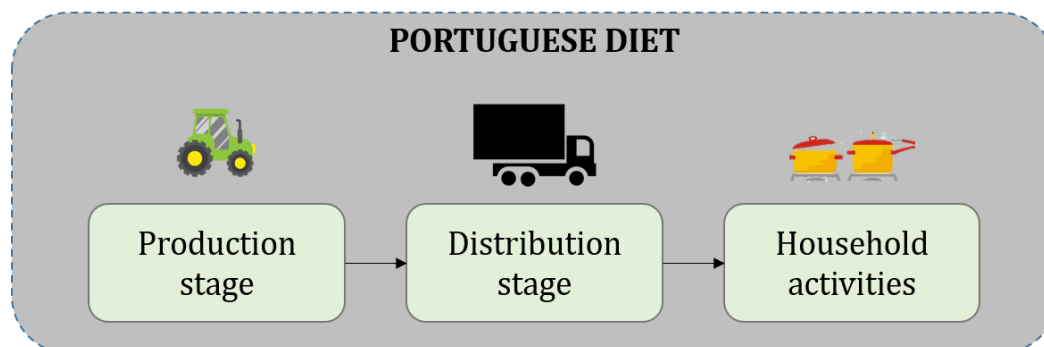 PORTUGUESE DIET
Production
stage
Distribution
stage
Household
activities